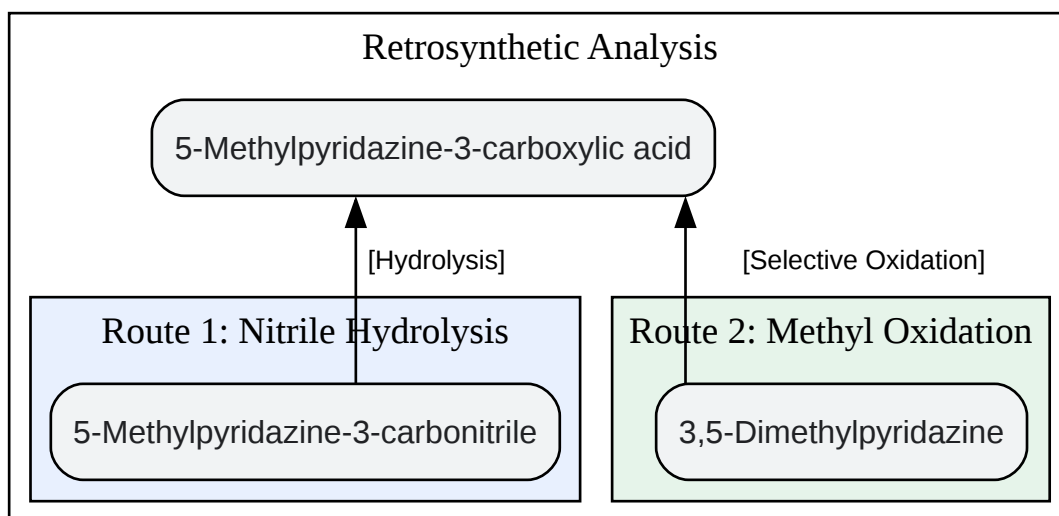 Retrosynthetic Analysis
5-Methylpyridazine-3-carboxylic acid
[Hydrolysis]
[Selective Oxidation]
Route 1: Nitrile Hydrolysis
Route 2: Methyl Oxidation
5-Methylpyridazine-3-carbonitrile
3,5-Dimethylpyridazine